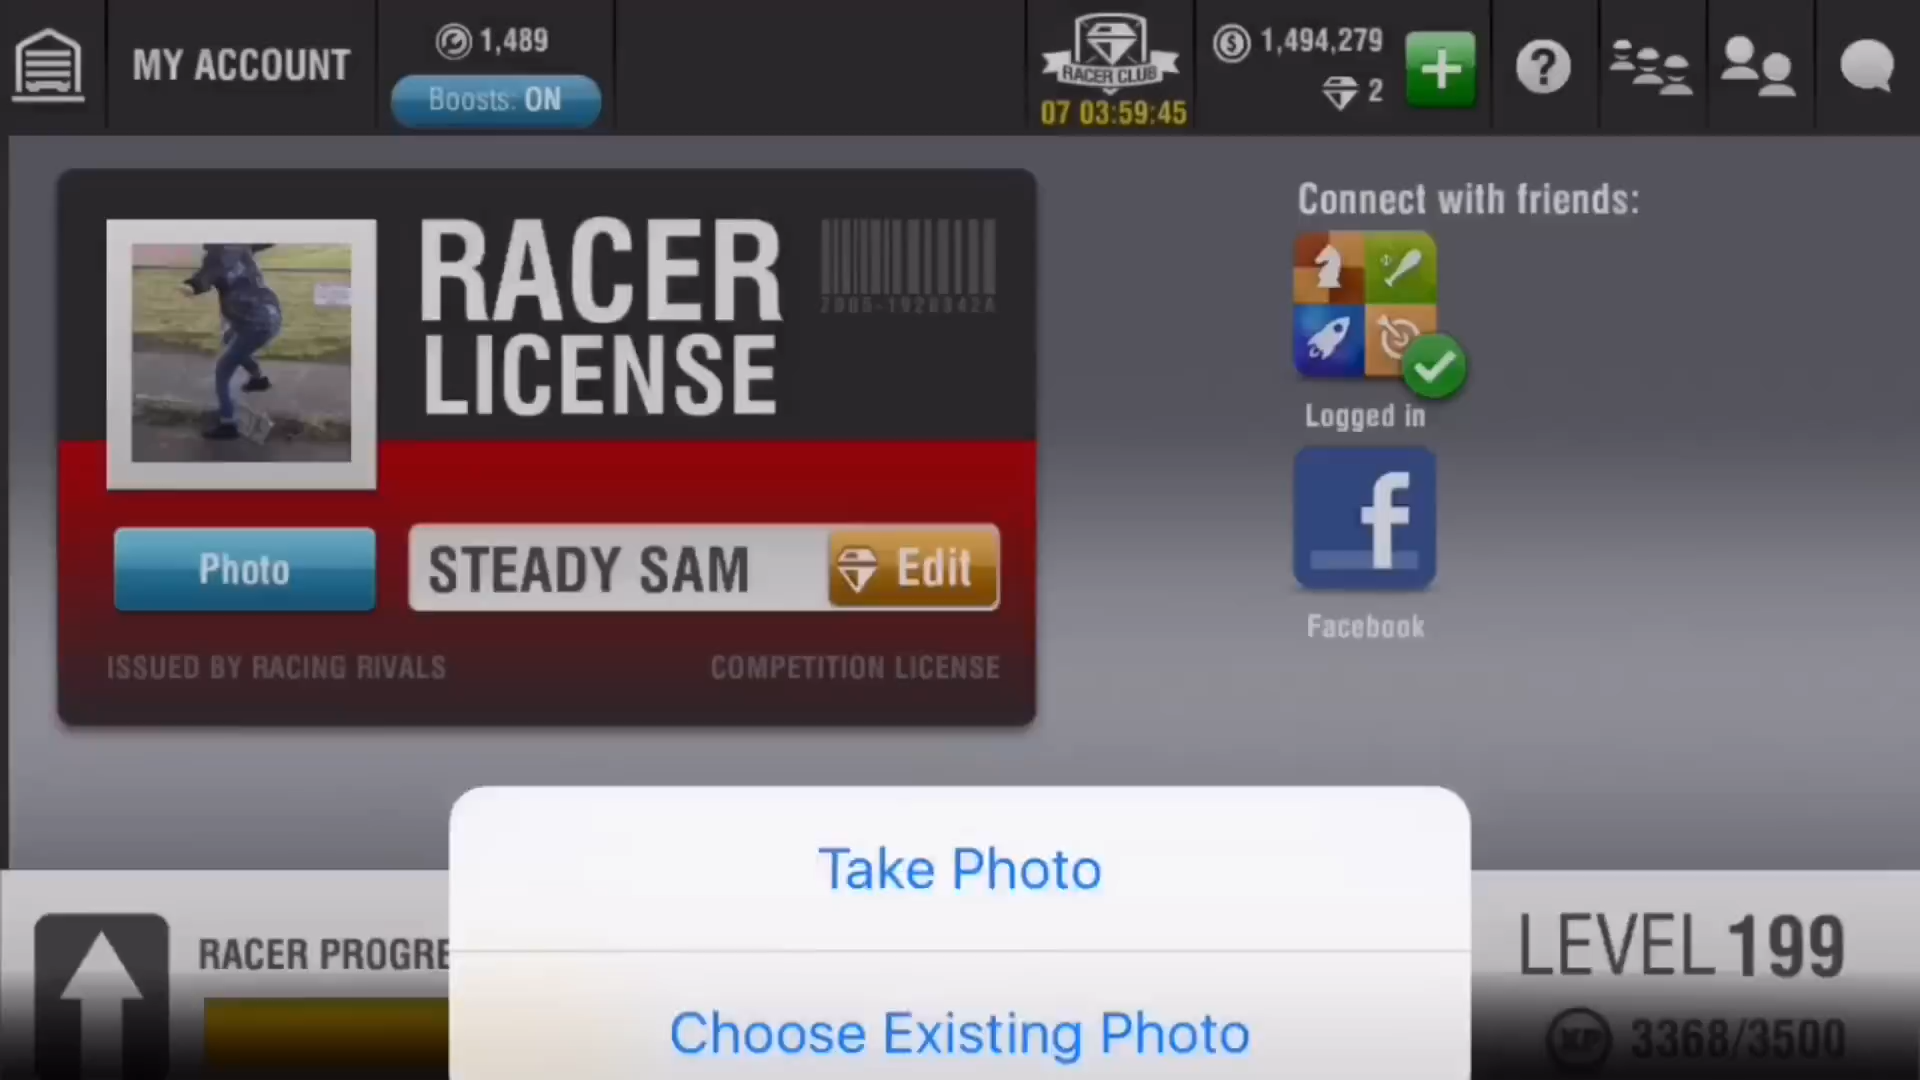 MY ACCOUNT
1,489
Boosts: ON
RACER CLUB
07 03:59:45
1,494,279
2
?
RACER
LICENSE
Photo
STEADY SAM
Edit
ISSUED BY RACING RIVALS
COMPETITION LICENSE
Connect with friends:
Logged in
f
Facebook
Take Photo
Choose Existing Photo
RACER PROGRE
LEVEL 199
XP 3368/3500